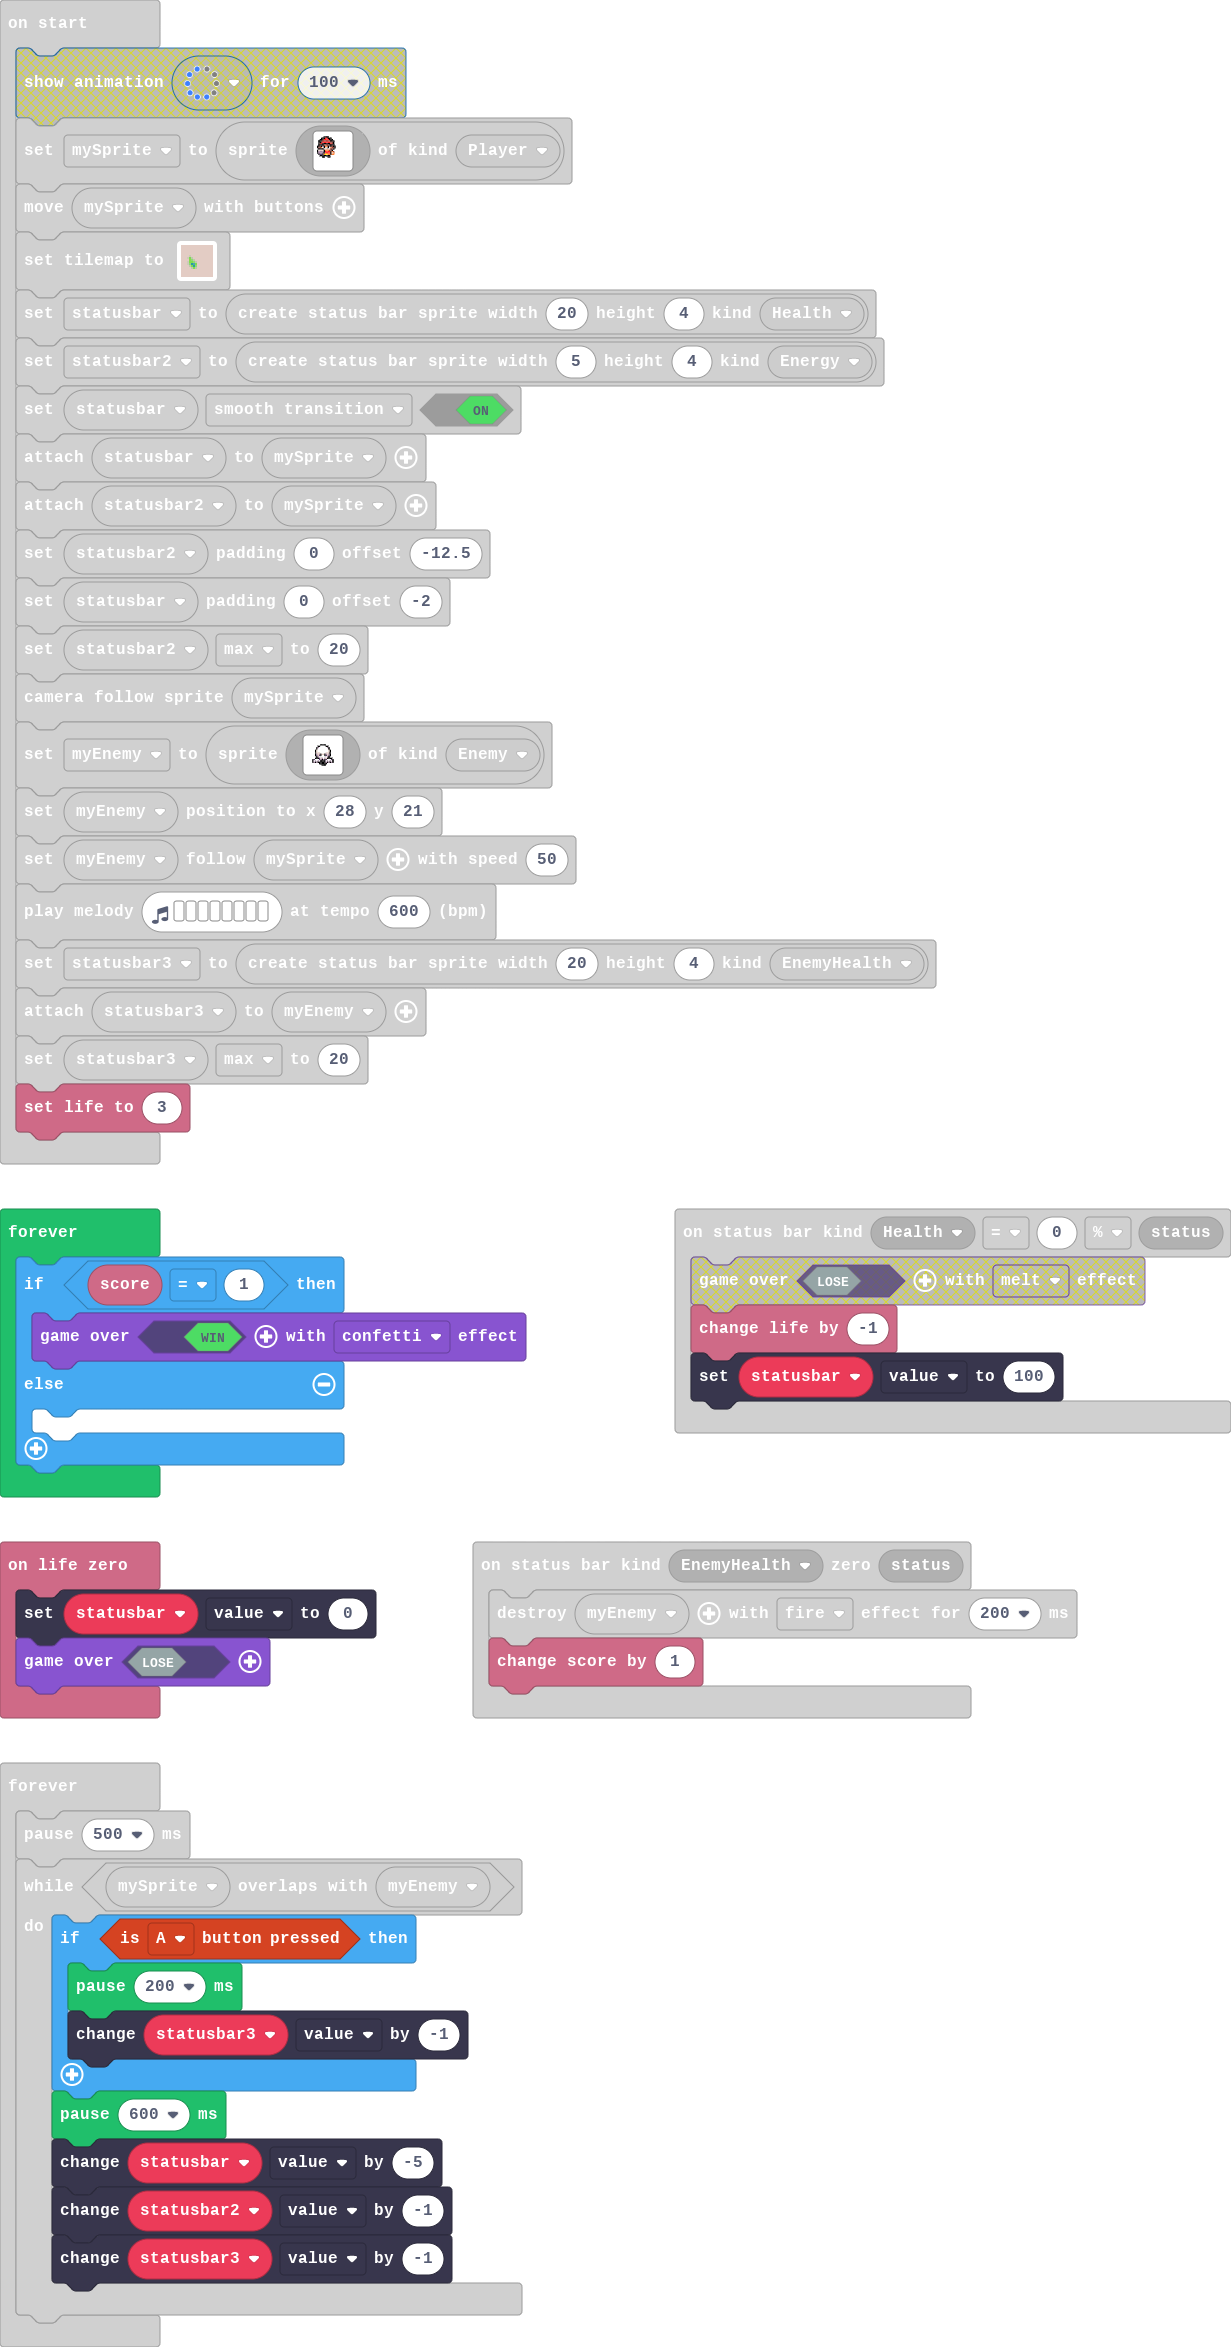 on start
show animation for 100 ms
set mySprite to sprite of kind Player
move mySprite with buttons
set tilemap to
set statusbar to create status bar sprite width 20 height 4 kind Health
set statusbar2 to create status bar sprite width 5 height 4 kind Energy
set statusbar smooth transition ON
attach statusbar to mySprite
attach statusbar2 to mySprite
set statusbar2 padding 0 offset -12.5
set statusbar padding 0 offset -2
set statusbar2 max to 20
camera follow sprite mySprite
set myEnemy to sprite of kind Enemy
set myEnemy position to x 28 y 21
set myEnemy follow mySprite with speed 50
play melody at tempo 600 (bpm)
set statusbar3 to create status bar sprite width 20 height 4 kind EnemyHealth
attach statusbar3 to myEnemy
set statusbar3 max to 20
set life to 3
forever
if score = 1 then
game over WIN with confetti effect
else
on status bar kind Health = 0 % status
game over LOSE with melt effect
change life by -1
set statusbar value to 100
on life zero
set statusbar value to 0
game over LOSE
on status bar kind EnemyHealth zero status
destroy myEnemy with fire effect for 200 ms
change score by 1
forever
pause 500 ms
while mySprite overlaps with myEnemy
do
if is A button pressed then
pause 200 ms
change statusbar3 value by -1
pause 600 ms
change statusbar value by -5
change statusbar2 value by -1
change statusbar3 value by -1